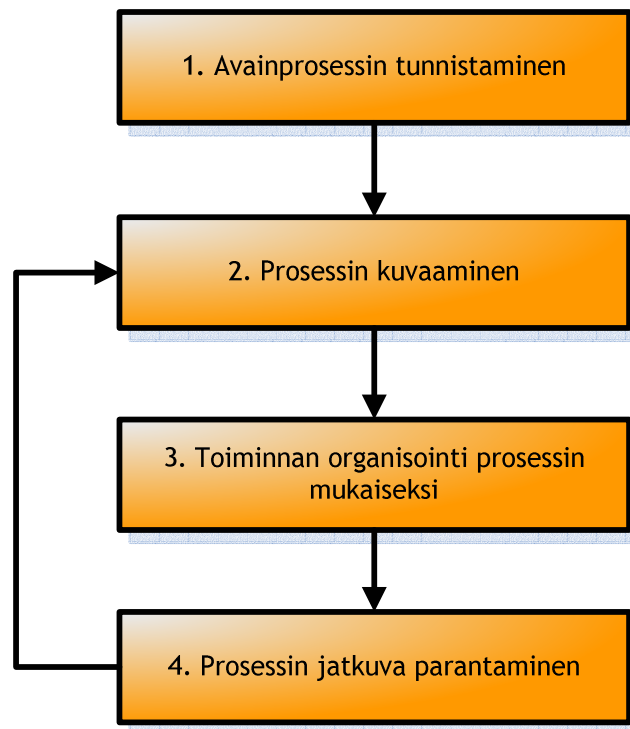 1. Avainprosessin tunnistaminen
2. Prosessin kuvaaminen
3. Toiminnan organisointi prosessin
mukaiseksi
4. Prosessin jatkuva parantaminen